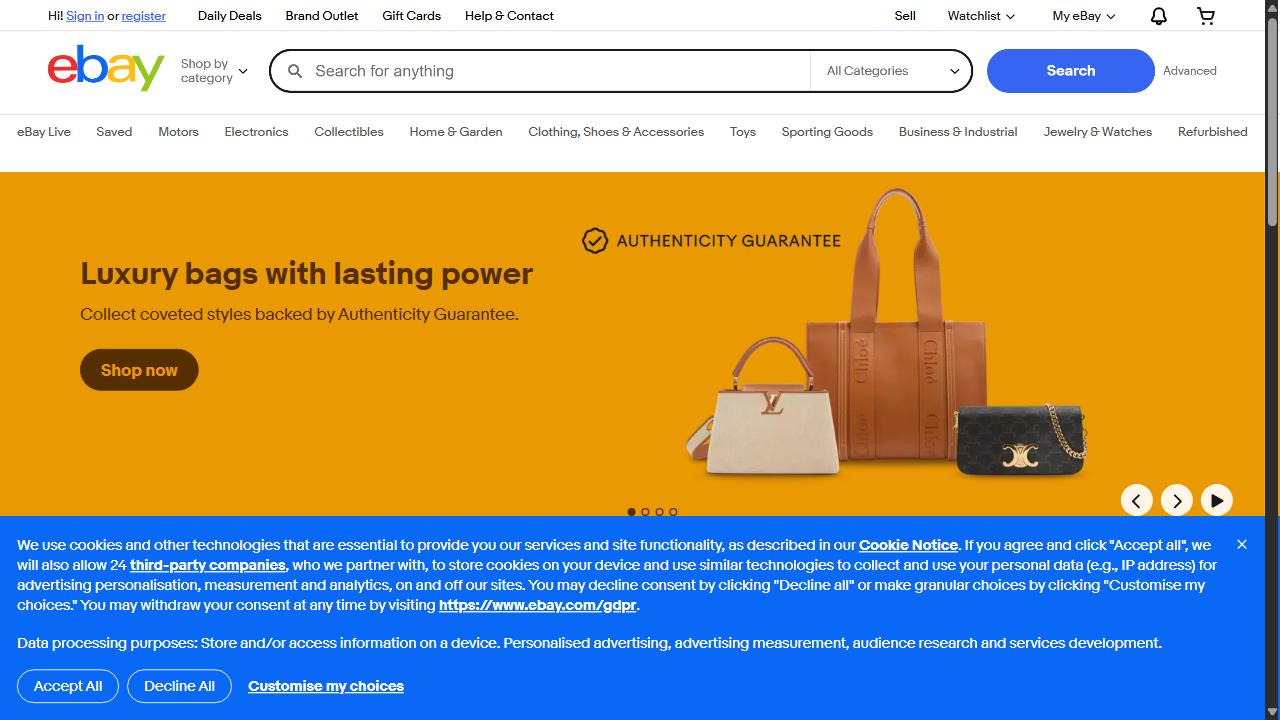 Hi! Sign in or register Daily Deals Brand Outlet Gift Cards Help & Contact Sell Watchlist My eBay
ebay Shop by category Search for anything All Categories Search Advanced
eBay Live Saved Motors Electronics Collectibles Home & Garden Clothing, Shoes & Accessories Toys Sporting Goods Business & Industrial Jewelry & Watches Refurbished
AUTHENTICITY GUARANTEE
Luxury bags with lasting power
Collect coveted styles backed by Authenticity Guarantee.
Shop now
Chloé Chloé
Chloé Chloé
LV
We use cookies and other technologies that are essential to provide you our services and site functionality, as described in our Cookie Notice. If you agree and click "Accept all", we
will also allow 24 third-party companies, who we partner with, to store cookies on your device and use similar technologies to collect and use your personal data (e.g., IP address) for
advertising personalisation, measurement and analytics, on and off our sites. You may decline consent by clicking "Decline all" or make granular choices by clicking "Customise my
choices." You may withdraw your consent at any time by visiting https://www.ebay.com/gdpr.
Data processing purposes: Store and/or access information on a device. Personalised advertising, advertising measurement, audience research and services development.
Accept All Decline All Customise my choices